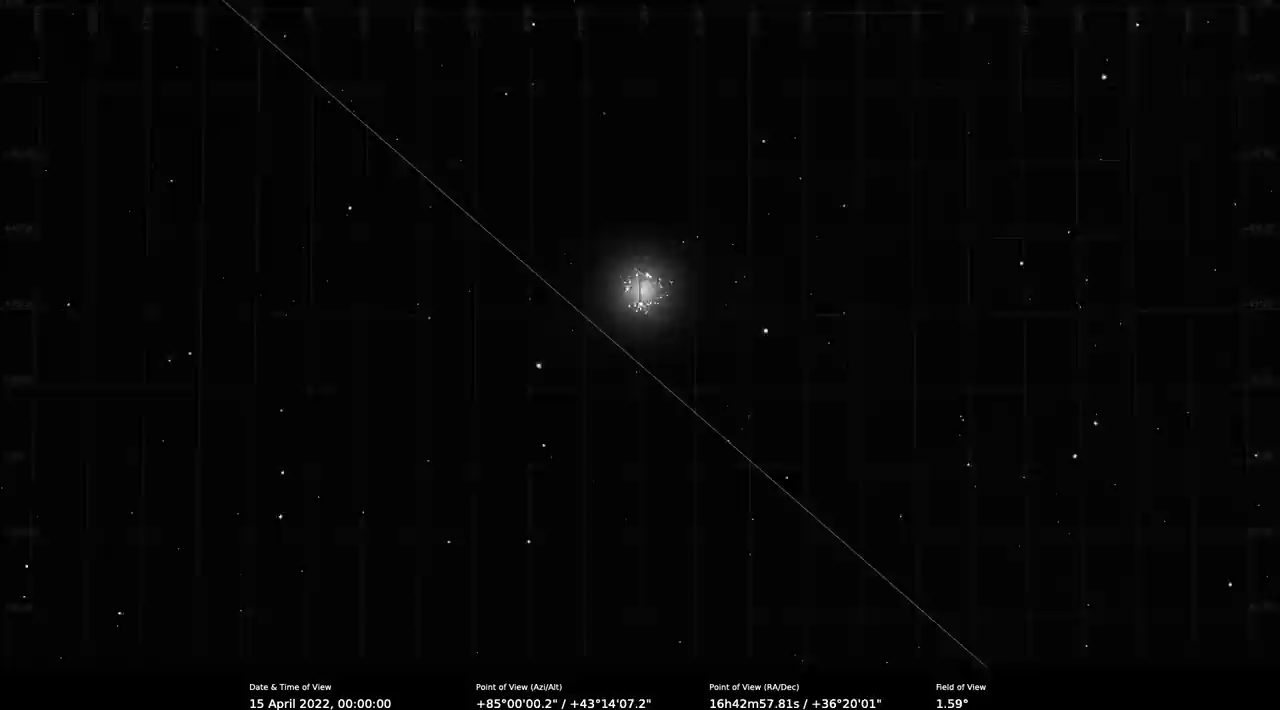 Date & Time of View
15 April 2022, 00:00:00
Point of View (Azi/Alt)
+85°00'00.2" / +43°14'07.2"
Point of View (RA/Dec)
16h42m57.81s / +36°20'01"
Field of View
1.59°